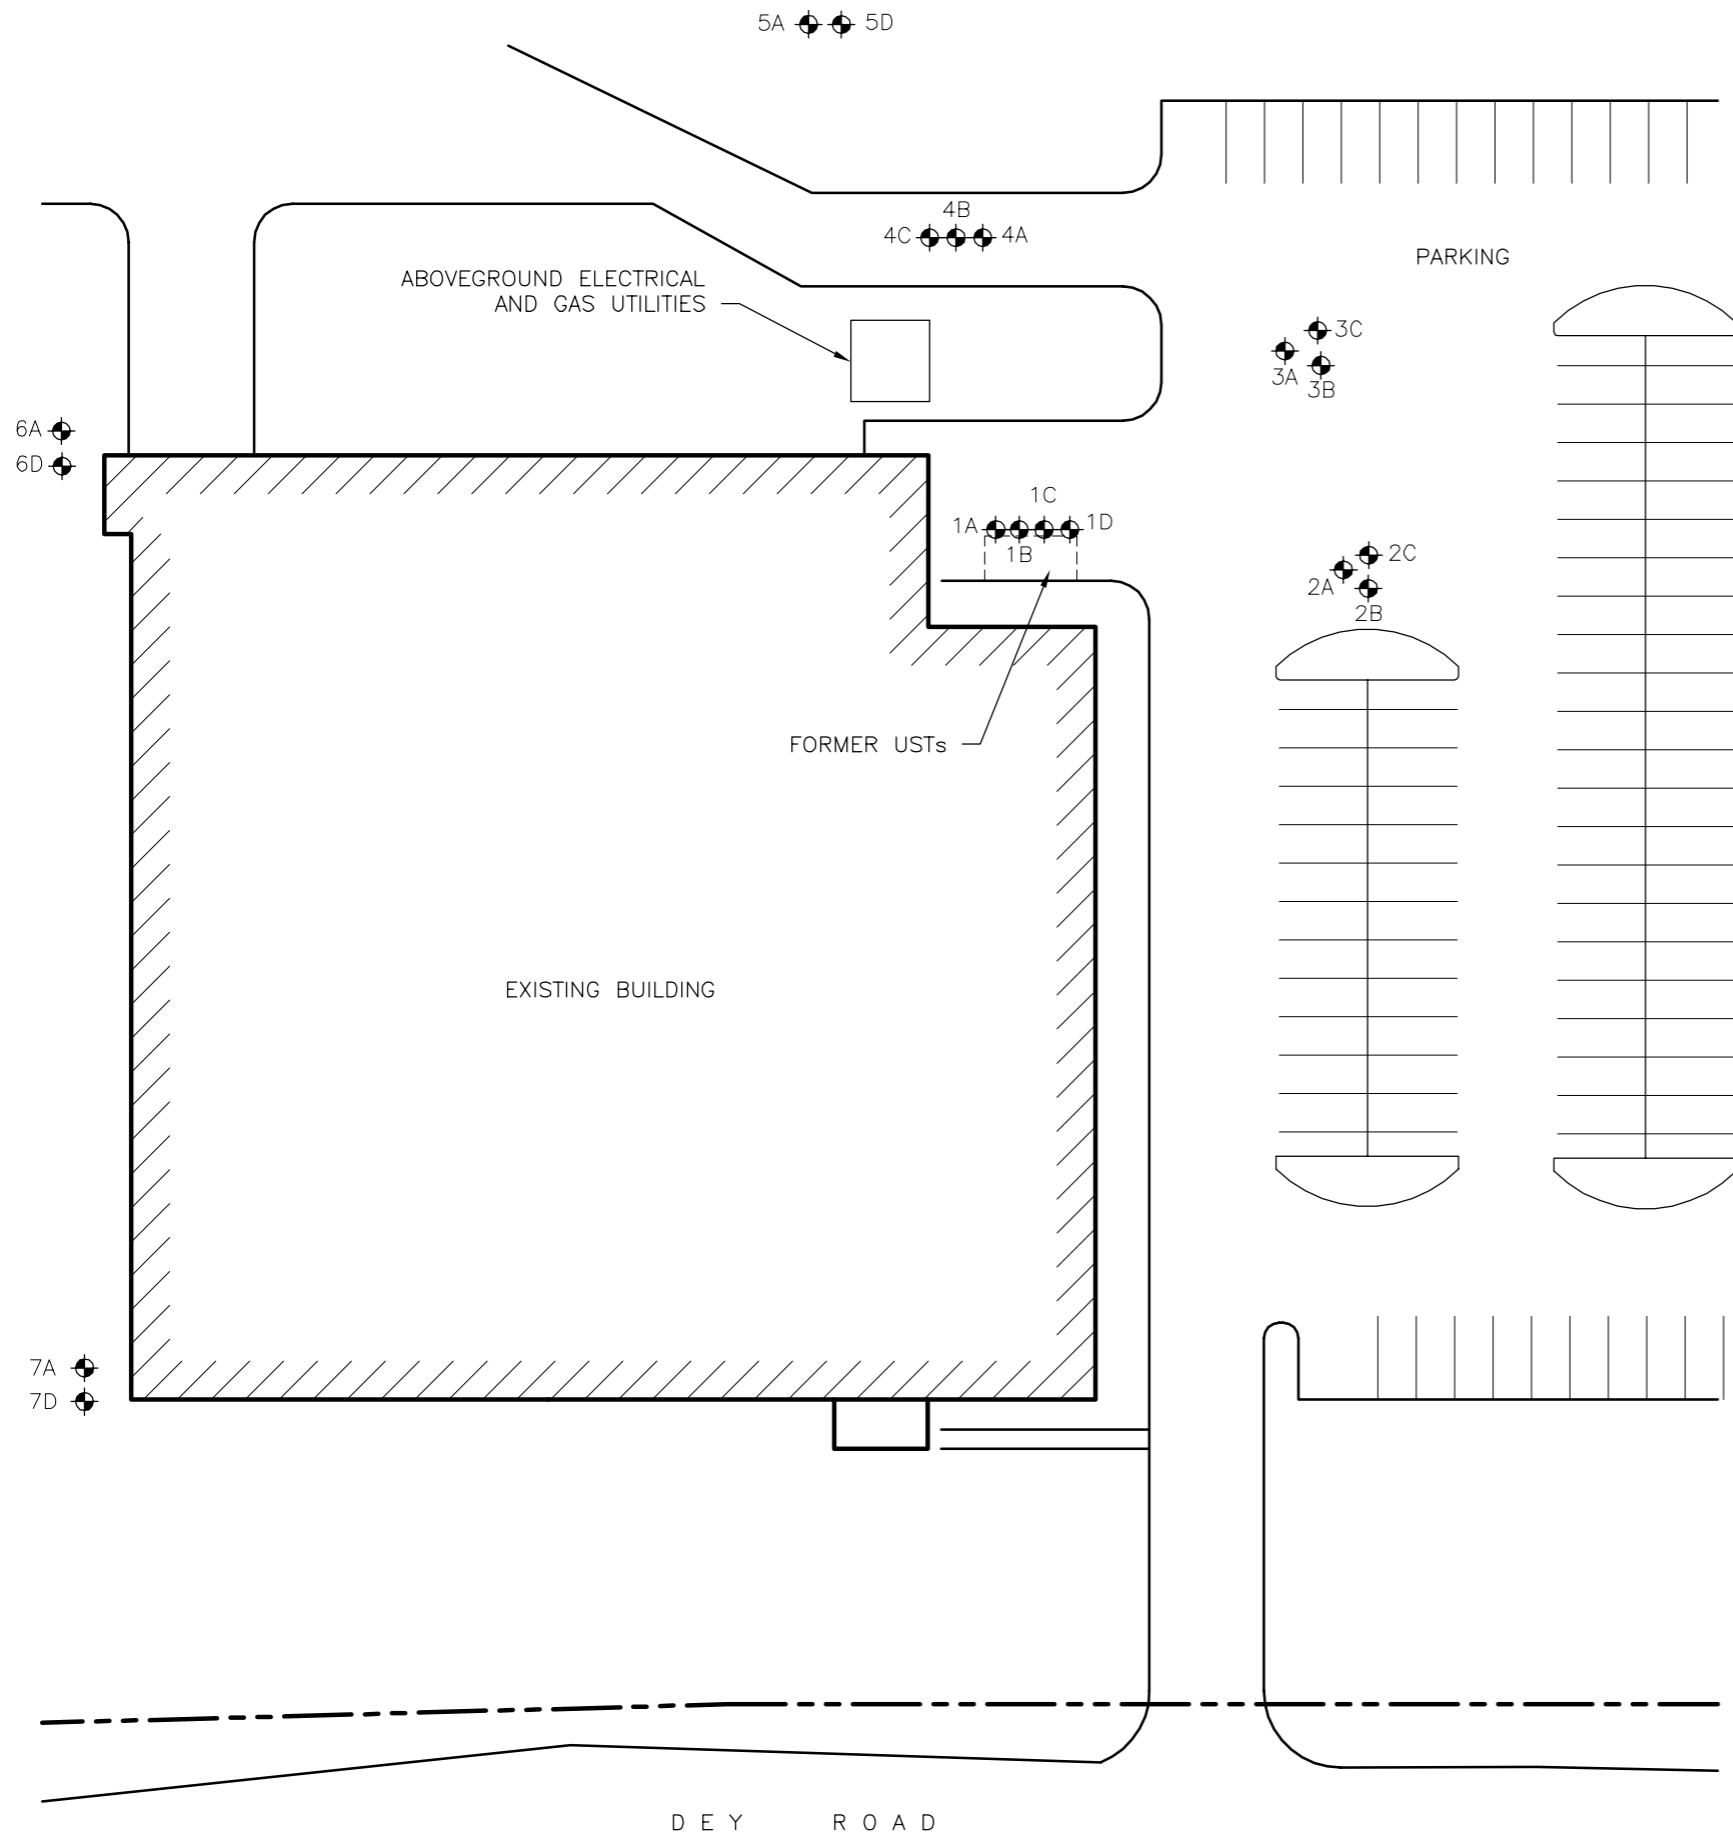 5A 5D
4B
4C 4A
PARKING
ABOVEGROUND ELECTRICAL
AND GAS UTILITIES
3C
3A
3B
6A
6D
1C
1A 1D
1B
2C
2A
2B
FORMER USTs
EXISTING BUILDING
7A
7D
DEY ROAD